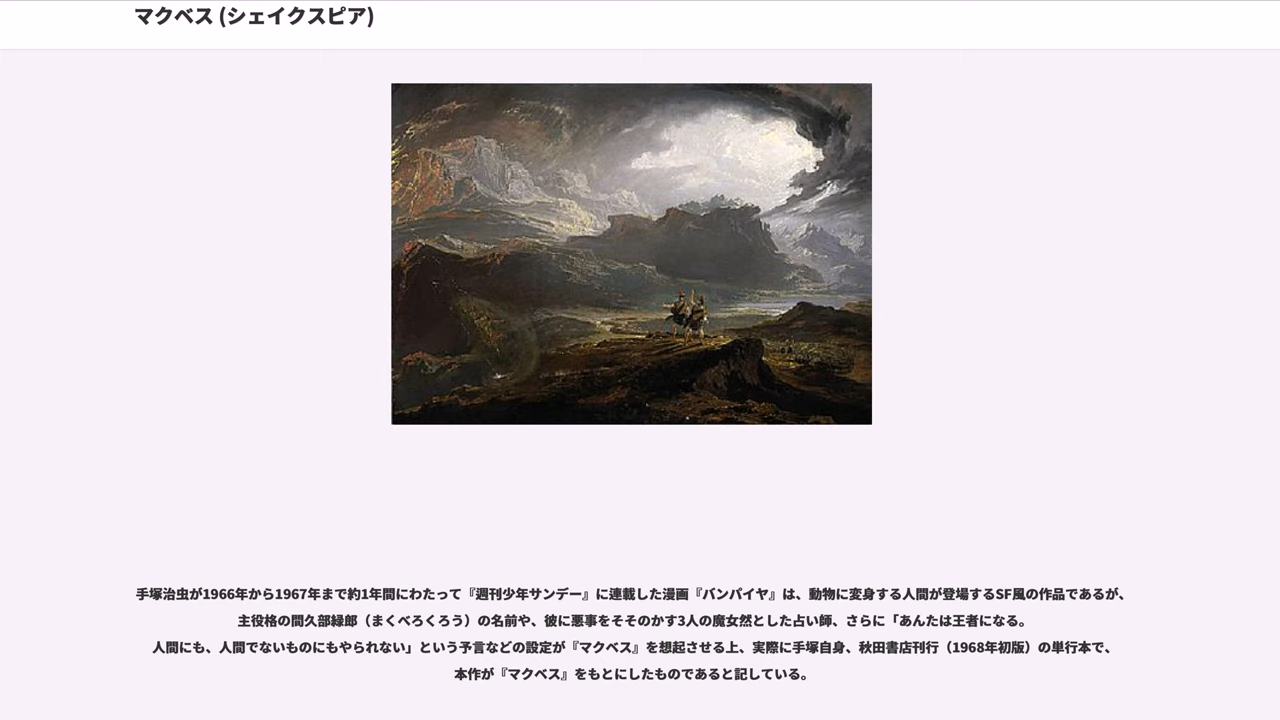 マクベス (シェイクスピア)
手塚治虫が1966年から1967年まで約1年間にわたって『週刊少年サンデー』に連載した漫画『バンパイヤ』は、動物に変身する人間が登場するSF風の作品であるが、
主役格の間久部緑郎（まくべろくろう）の名前や、彼に悪事をそそのかす3人の魔女然とした占い師、さらに「あんたは王者になる。
人間にも、人間でないものにもやられない」という予言などの設定が『マクベス』を想起させる上、実際に手塚自身、秋田書店刊行（1968年初版）の単行本で、
本作が『マクベス』をもとにしたものであると記している。